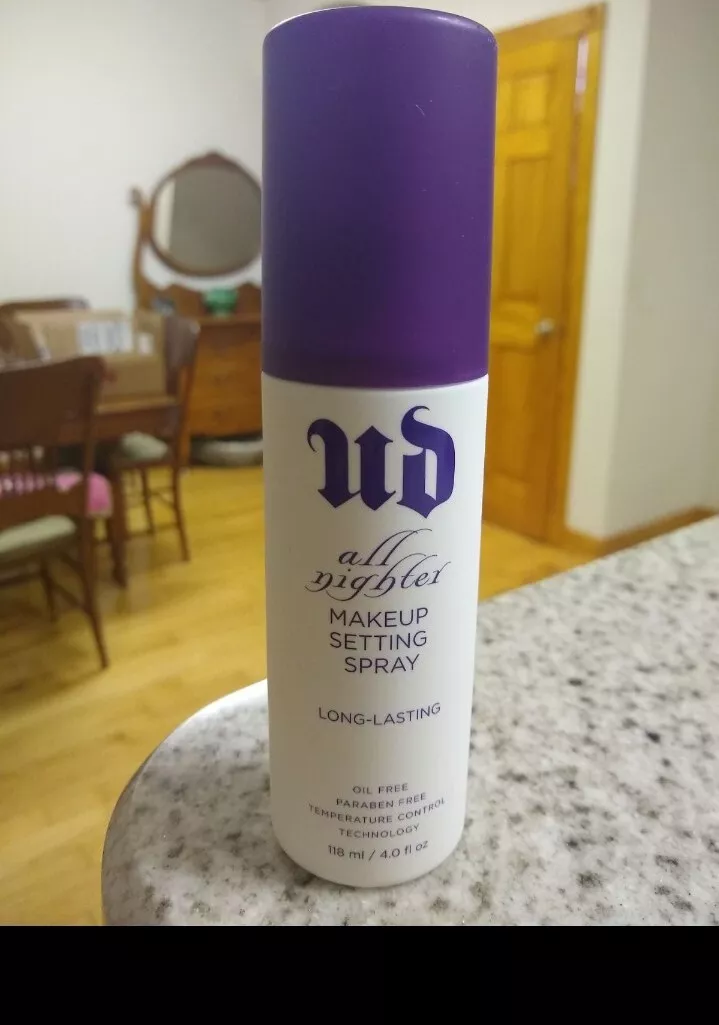 UD
all
nighter
MAKEUP
SETTING
SPRAY
LONG-LASTING
OIL FREE
PARABEN FREE
TEMPERATURE CONTROL
TECHNOLOGY
118 ml / 4.0 fl oz